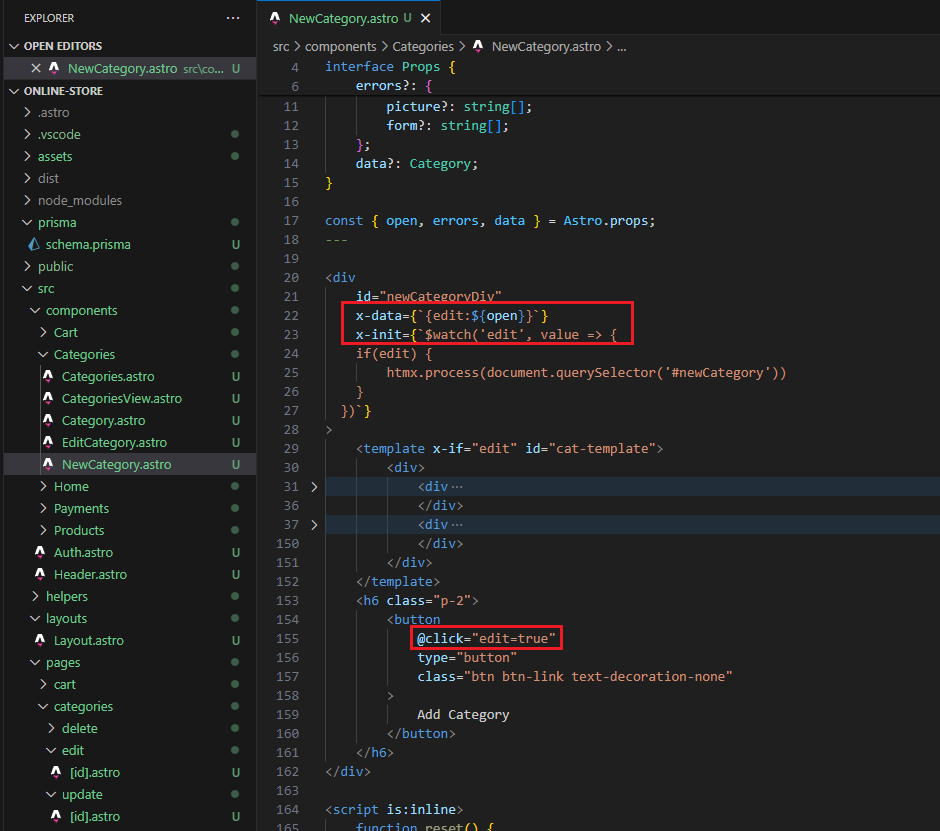 EXPLORER
···
OPEN EDITORS
NewCategory.astro src\co... U
ONLINE-STORE
.astro
.vscode
assets
dist
node_modules
prisma
schema.prisma U
public
src
components
Cart
Categories
Categories.astro U
CategoriesView.astro U
Category.astro U
EditCategory.astro U
NewCategory.astro U
Home
Payments
Products
Auth.astro U
Header.astro U
helpers
layouts
Layout.astro U
pages
cart
categories
delete
edit
[id].astro U
update
[id].astro U
NewCategory.astro U
src > components > Categories > NewCategory.astro > ...
4 interface Props {
6 errors?: {
11 picture?: string[];
12 form?: string[];
13 };
14 data?: Category;
15 }
16
17 const { open, errors, data } = Astro.props;
18 ---
19
20 <div
21 id="newCategoryDiv"
22 x-data={`{edit:${open}}`}
23 x-init={`$watch('edit', value => {
24 if(edit) {
25 htmx.process(document.querySelector('#newCategory'))
26 }
27 })`}
28 >
29 <template x-if="edit" id="cat-template">
30 <div>
31 <div ···
36 </div>
37 <div ···
150 </div>
151 </div>
152 </template>
153 <h6 class="p-2">
154 <button
155 @click="edit=true"
156 type="button"
157 class="btn btn-link text-decoration-none"
158 >
159 Add Category
160 </button>
161 </h6>
162 </div>
163
164 <script is:inline>
165 function reset() {